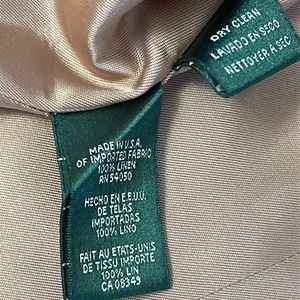 DRY CLEAN
LAVADO EN SECO
NETTOYER A SEC
MADE IN U.S.A.
OF IMPORTED FABRIC
100% LINEN
RN 54050
HECHO EN E.E.U.U.
DE TELAS
IMPORTADAS
100% LINO
FAIT AU ETATS-UNIS
DE TISSU IMPORTE
100% LIN
CA 08349